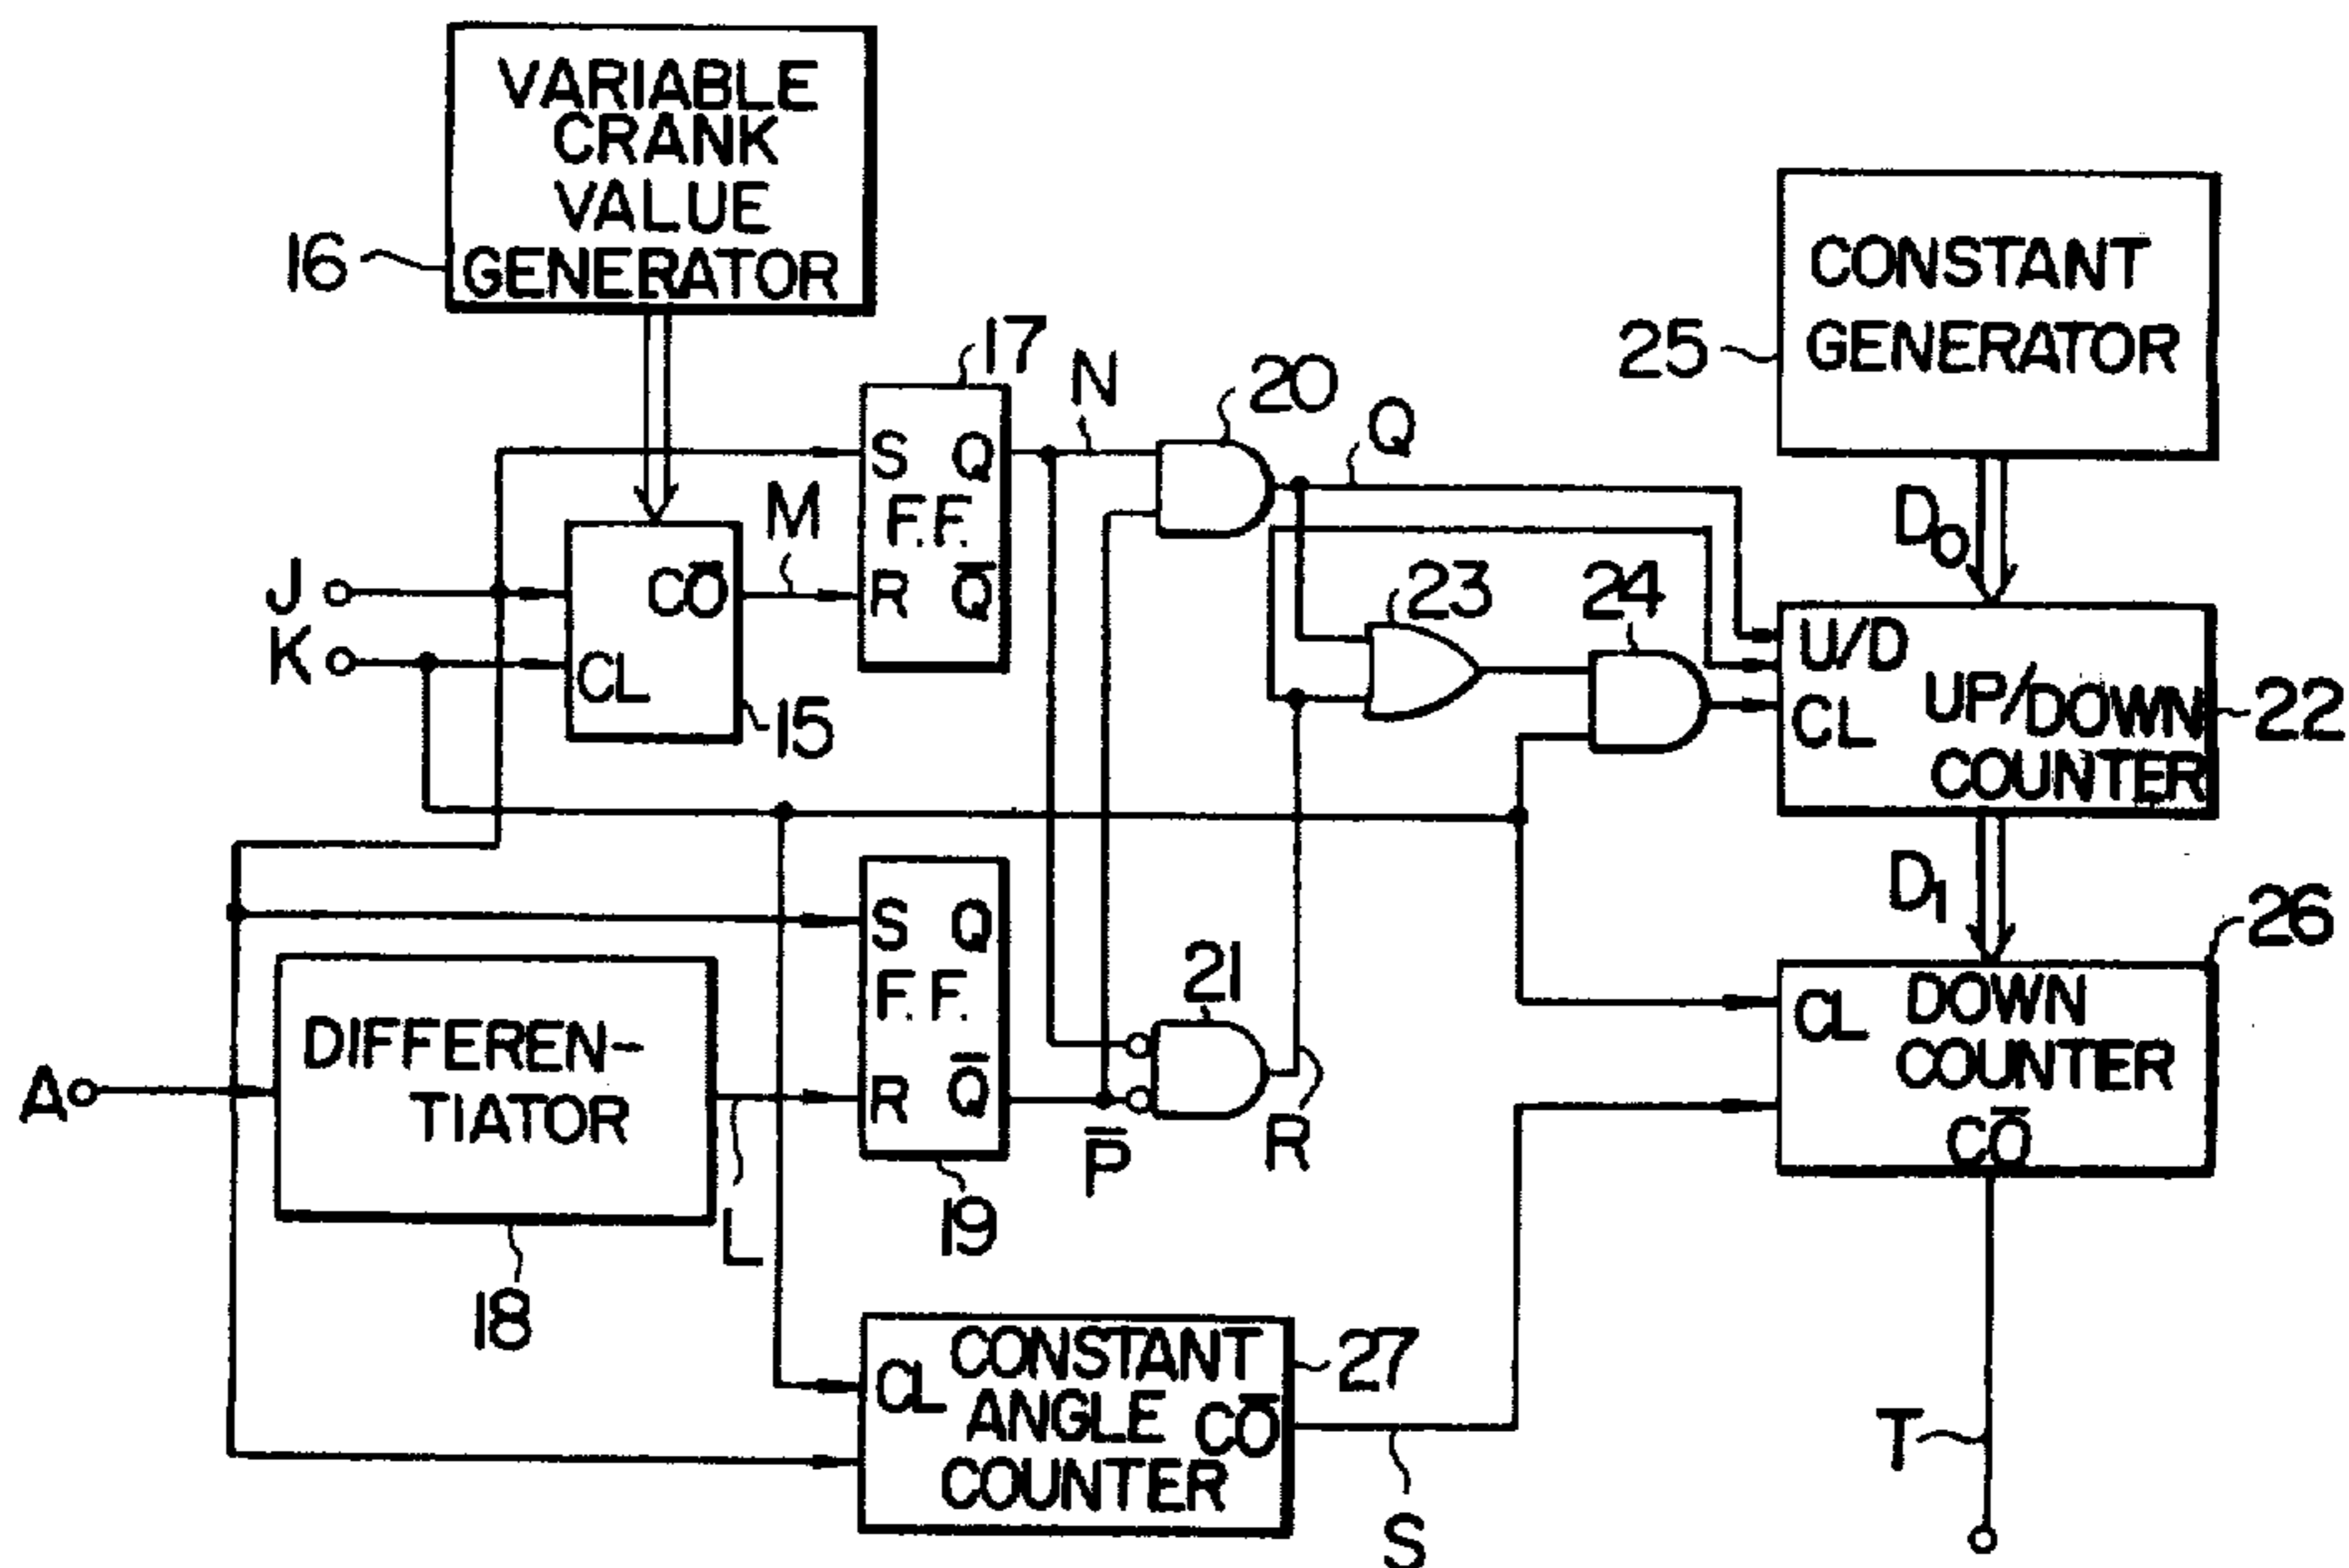 VARIABLE
CRANK
VALUE
GENERATOR
16
CONSTANT
GENERATOR
25
17
N
20
Q
S Q
F.F.
R Q̅
M
D₀
J
K
CO̅
CL
15
23
24
U/D
CL
UP/DOWN
COUNTER
22
D₁
26
S Q
F.F.
R Q̅
19
21
P̅
R
CL
DOWN
COUNTER
CO̅
A
DIFFEREN-
TIATOR
18
L
CL
CONSTANT
ANGLE
COUNTER
CO̅
27
S
T